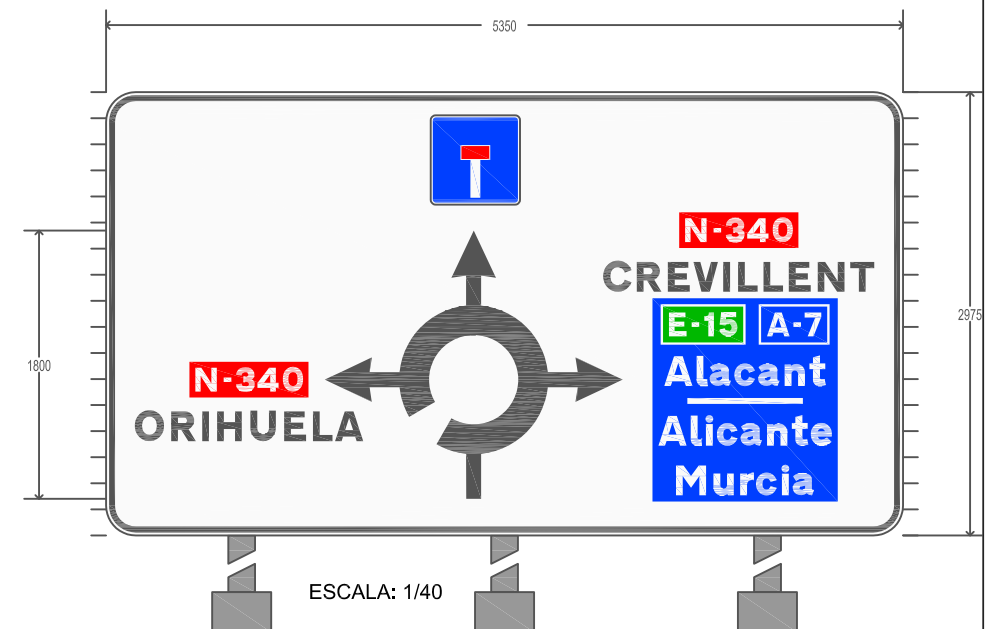 5350
N-340
CREVILLENT
E-15 A-7
Alacant
Alicante
Murcia
N-340
ORIHUELA
1800
2975
ESCALA: 1/40